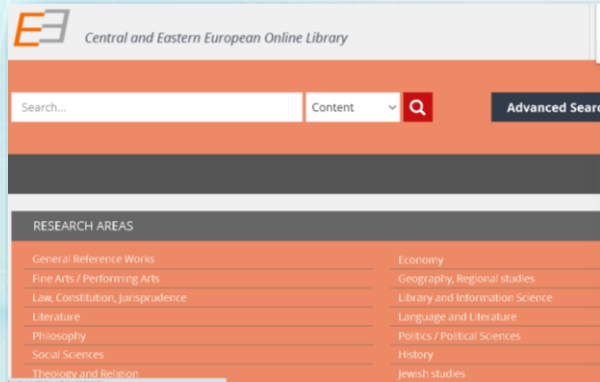 Central and Eastern European Online Library
Search...
Content
Advanced Searc
RESEARCH AREAS
General Reference Works
Fine Arts / Performing Arts
Law, Constitution, Jurisprudence
Literature
Philosophy
Social Sciences
Theology and Religion
Economy
Geography, Regional studies
Library and Information Science
Language and Literature
Politics / Political Sciences
History
Jewish studies